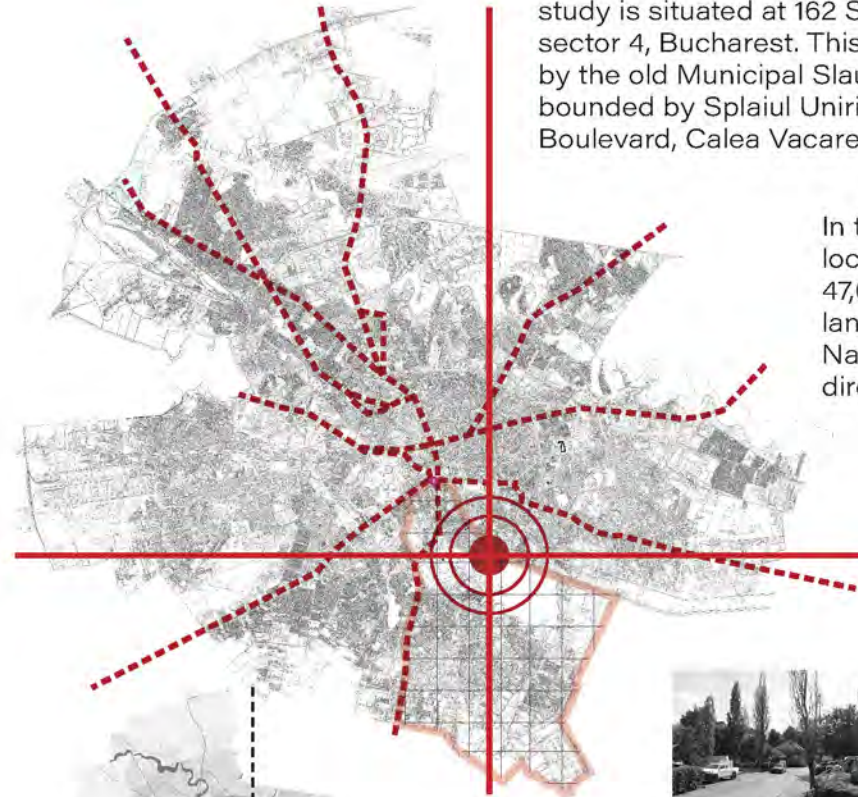 study is situated at 162 S
sector 4, Bucharest. This
by the old Municipal Slau
bounded by Splaiul Uniri
Boulevard, Calea Vacare
In t
loc
47,
lan
Na
dire